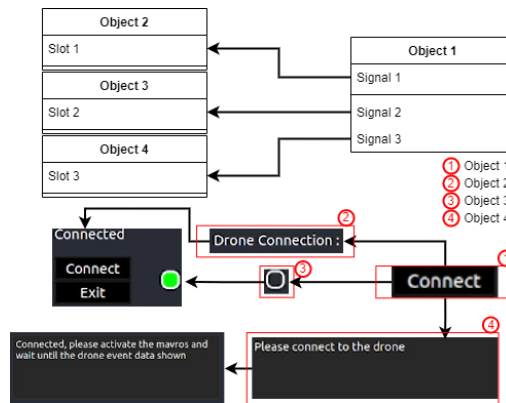 Object 2
Slot 1
Object 3
Slot 2
Object 4
Slot 3
Object 1
Signal 1
Signal 2
Signal 3
1 Object 1
2 Object 2
3 Object 3
4 Object 4
Connected
Connect
Exit
2
Drone Connection :
3
Connect
4
Connected, please activate the mavros and
wait until the drone event data shown
Please connect to the drone